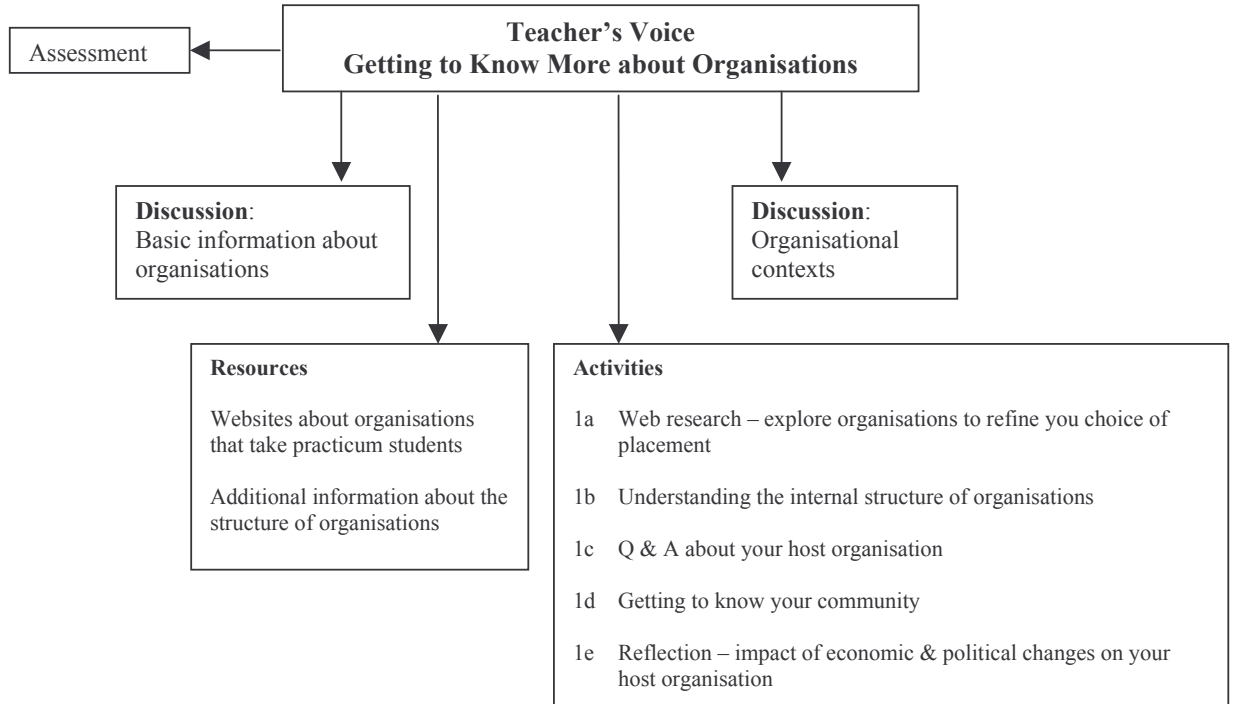 Assessment
Teacher’s Voice
Getting to Know More about Organisations
Discussion:
Basic information about
organisations
Discussion:
Organisational
contexts
Resources
Websites about organisations
that take practicum students
Additional information about the
structure of organisations
Activities
1a Web research – explore organisations to refine you choice of
placement
1b Understanding the internal structure of organisations
1c Q & A about your host organisation
1d Getting to know your community
1e Reflection – impact of economic & political changes on your
host organisation